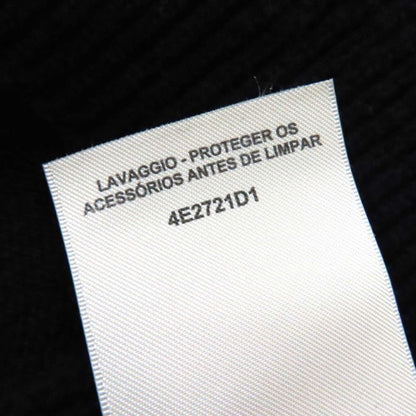 LAVAGGIO - PROTEGER OS
ACESSÓRIOS ANTES DE LIMPAR
4E2721D1